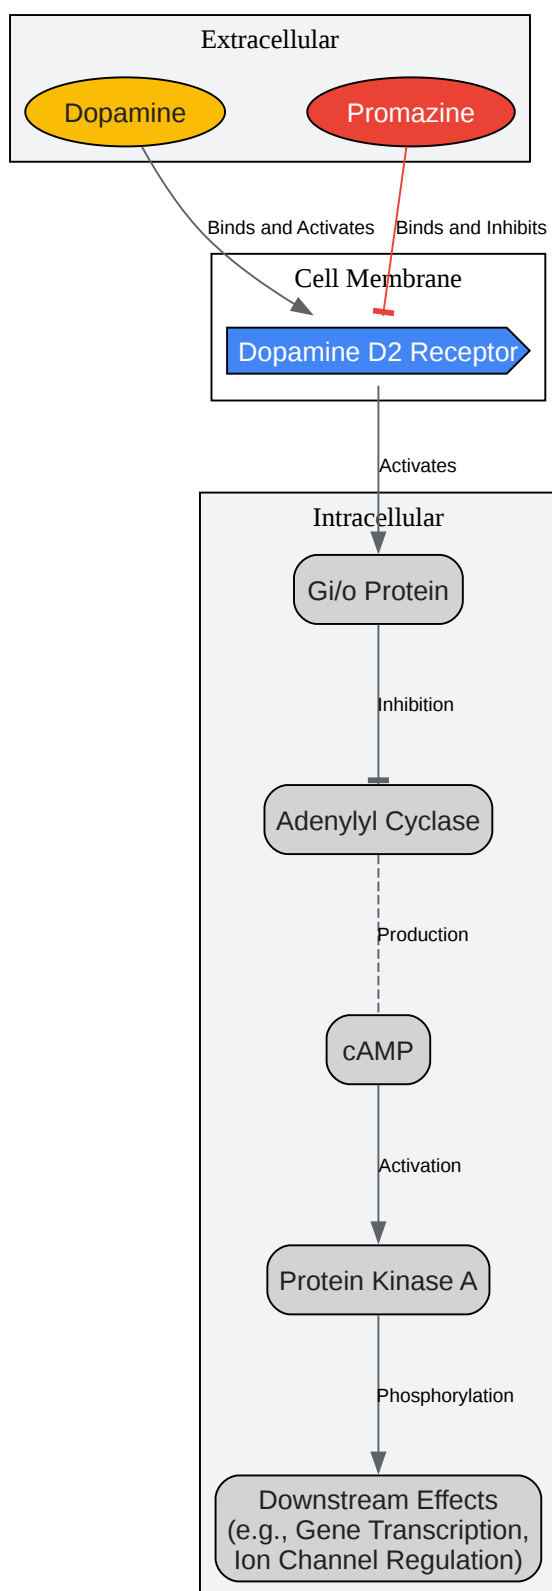 Extracellular
Dopamine
Promazine
Binds and Activates
Binds and Inhibits
Cell Membrane
Dopamine D2 Receptor
Activates
Intracellular
Gi/o Protein
Inhibition
Adenylyl Cyclase
Production
cAMP
Activation
Protein Kinase A
Phosphorylation
Downstream Effects
(e.g., Gene Transcription,
Ion Channel Regulation)